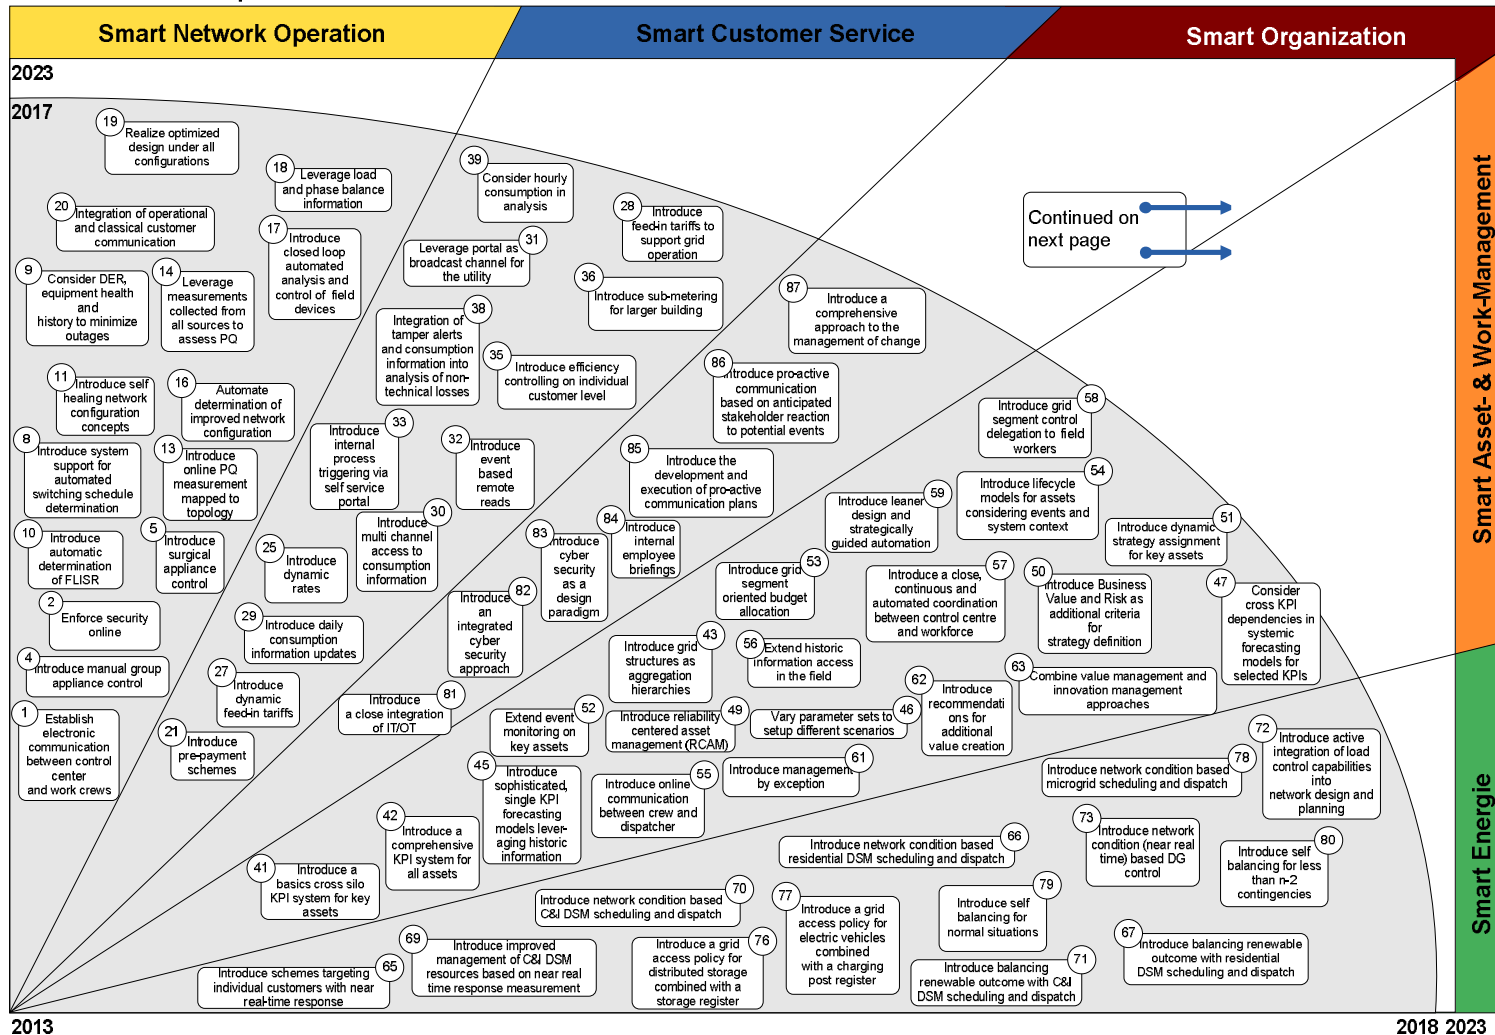 Smart Network Operation
Smart Customer Service
Smart Organization
2023
2017
19
Realize optimized
design under all
configurations
18
Leverage load
and phase balance
information
39
Consider hourly
consumption in
analysis
28
Introduce
feed-in tariffs to
support grid
operation
Continued on
next page
20
Integration of operational
and classical customer
communication
17
Introduce
closed loop
automated
analysis and
control of field
devices
31
Leverage portal as
broadcast channel for
the utility
36
Introduce sub-metering
for larger building
87
Introduce a
comprehensive
approach to the
management of change
9
Consider DER,
equipment health
and
history to minimize
outages
14
Leverage
measurements
collected from
all sources to
assess PQ
38
Integration of
tamper alerts
and consumption
information into
analysis of non-
technical losses
35
Introduce efficiency
controlling on individual
customer level
86
Introduce pro-active
communication
based on anticipated
stakeholder reaction
to potential events
11
Introduce self
healing network
configuration
concepts
16
Automate
determination of
improved network
configuration
58
Introduce grid
segment control
delegation to field
workers
8
Introduce system
support for
automated
switching schedule
determination
13
Introduce
online PQ
measurement
mapped to
topology
33
Introduce
internal
process
triggering via
self service
portal
32
Introduce
event
based
remote
reads
85
Introduce the
development and
execution of pro-active
communication plans
59
Introduce leaner
design and
strategically
guided automation
54
Introduce lifecycle
models for assets
considering events and
system context
51
Introduce dynamic
strategy assignment
for key assets
10
Introduce
automatic
determination
of FLISR
5
Introduce
surgical
appliance
control
25
Introduce
dynamic
rates
30
Introduce
multi channel
access to
consumption
information
83
Introduce
cyber
security
as a
design
paradigm
84
Introduce
internal
employee
briefings
53
Introduce grid
segment
oriented budget
allocation
57
Introduce a close,
continuous and
automated coordination
between control centre
and workforce
50
Introduce Business
Value and Risk as
additional criteria
for
strategy definition
47
Consider
cross KPI
dependencies in
systemic
forecasting
models for
selected KPIs
2
Enforce security
online
29
Introduce daily
consumption
information updates
82
Introduce
an
integrated
cyber
security
approach
43
Introduce grid
structures as
aggregation
hierarchies
56
Extend historic
information access
in the field
4
Introduce manual group
appliance control
27
Introduce
dynamic
feed-in tariffs
81
Introduce
a close integration
of IT/OT
62
Introduce
recommendati
ons for
additional
value creation
63
Combine value management and
innovation management
approaches
1
Establish
electronic
communication
between control
center
and work crews
21
Introduce
pre-payment
schemes
52
Extend event
monitoring on
key assets
49
Introduce reliability
centered asset
management (RCAM)
46
Vary parameter sets to
setup different scenarios
72
Introduce active
integration of load
control capabilities
into
network design and
planning
45
Introduce
sophisticated,
single KPI
forecasting
models lever-
aging historic
information
55
Introduce online
communication
between crew and
dispatcher
61
Introduce management
by exception
78
Introduce network condition based
microgrid scheduling and dispatch
42
Introduce a
comprehensive
KPI system for
all assets
66
Introduce network condition based
residential DSM scheduling and dispatch
73
Introduce network
condition (near real
time) based DG
control
80
Introduce self
balancing for less
than n-2
contingencies
41
Introduce a
basics cross silo
KPI system for key
assets
70
Introduce network condition based
C&I DSM scheduling and dispatch
77
Introduce a grid
access policy for
electric vehicles
combined
with a charging
post register
79
Introduce self
balancing for
normal situations
69
Introduce improved
management of C&I DSM
resources based on near real
time response measurement
76
Introduce a grid
access policy for
distributed storage
combined with a
storage register
67
Introduce balancing renewable
outcome with residential
DSM scheduling and dispatch
65
Introduce schemes targeting
individual customers with near
real-time response
71
Introduce balancing
renewable outcome with C&I
DSM scheduling and dispatch
Smart Asset- & Work-Management
Smart Energie
2013
2018
2023